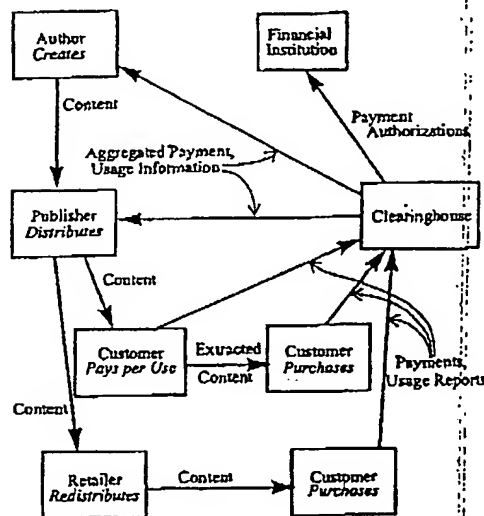 Author
Creates
Financial
Institution
Content
Payment
Authorizations
Aggregated Payment,
Usage Information
Publisher
Distributes
Clearinghouse
Content
Customer
Pays per Use
Extracted
Content
Customer
Purchases
Payments,
Usage Reports
Content
Retailer
Redistributes
Content
Customer
Purchases